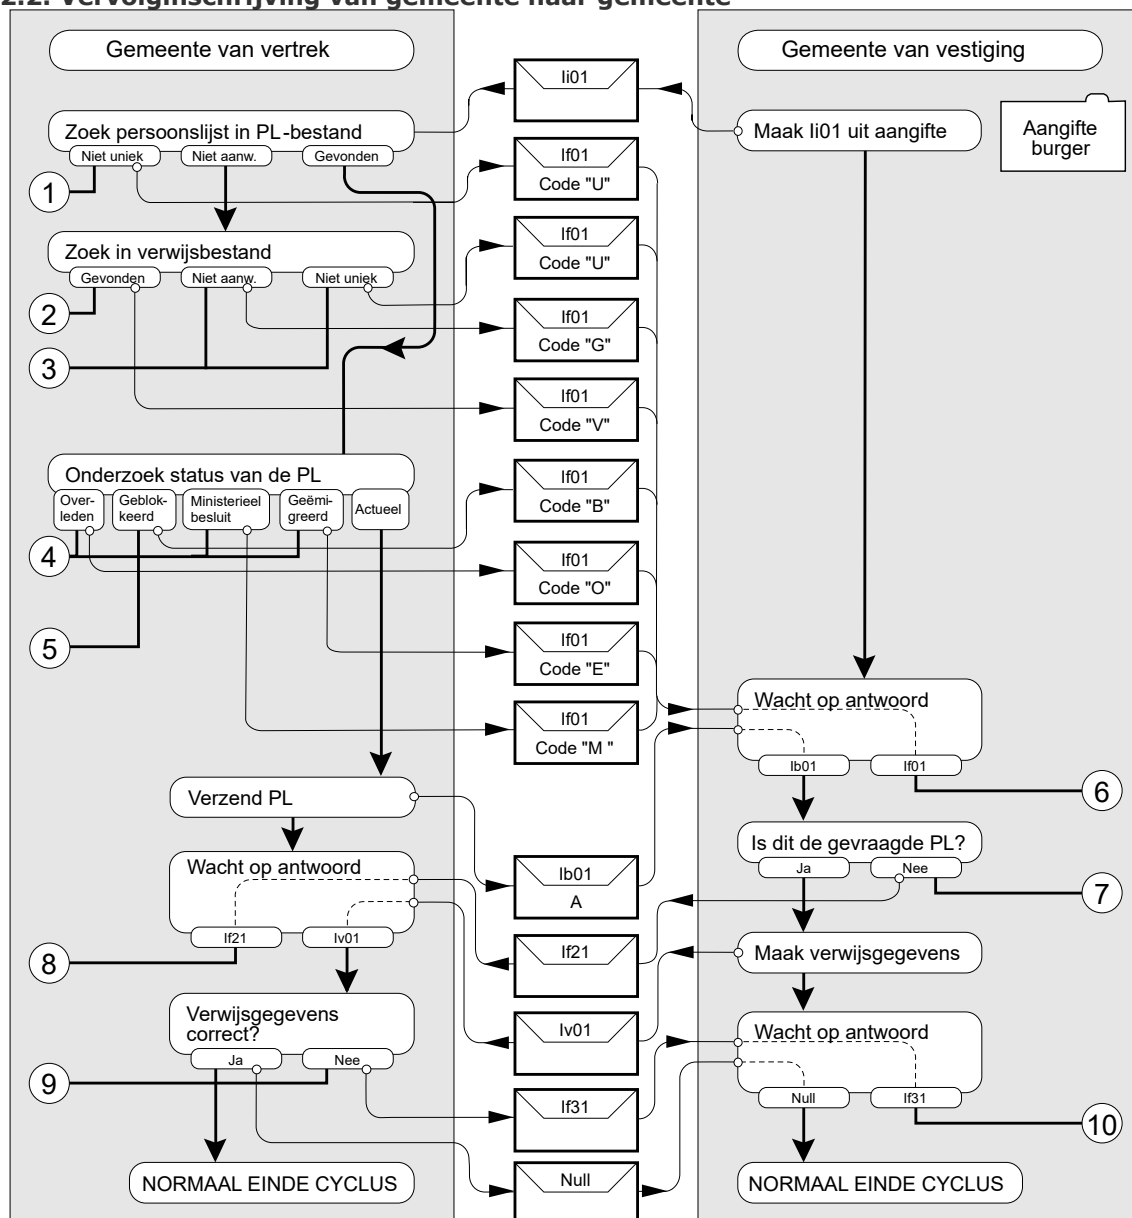 2.2. Vervolginschrijving van gemeente naar gemeente
Gemeente van vertrek
Gemeente van vestiging
Ii01
Zoek persoonslijst in PL-bestand
Niet uniek
Niet aanw.
Gevonden
Maak Ii01 uit aangifte
Aangifte
burger
1
If01
Code "U"
Zoek in verwijsbestand
Gevonden
Niet aanw.
Niet uniek
If01
Code "U"
2
3
If01
Code "G"
If01
Code "V"
Onderzoek status van de PL
Over-
leden
Geblok-
keerd
Ministerieel
besluit
Geëmi-
greerd
Actueel
If01
Code "B"
4
If01
Code "O"
5
If01
Code "E"
If01
Code "M "
Wacht op antwoord
Ib01
If01
6
Verzend PL
Is dit de gevraagde PL?
Ja
Nee
7
Wacht op antwoord
If21
Iv01
8
Ib01
A
If21
Maak verwijsgegevens
Verwijsgegevens
correct?
Ja
Nee
9
Iv01
Wacht op antwoord
Null
If31
10
If31
Null
NORMAAL EINDE CYCLUS
NORMAAL EINDE CYCLUS